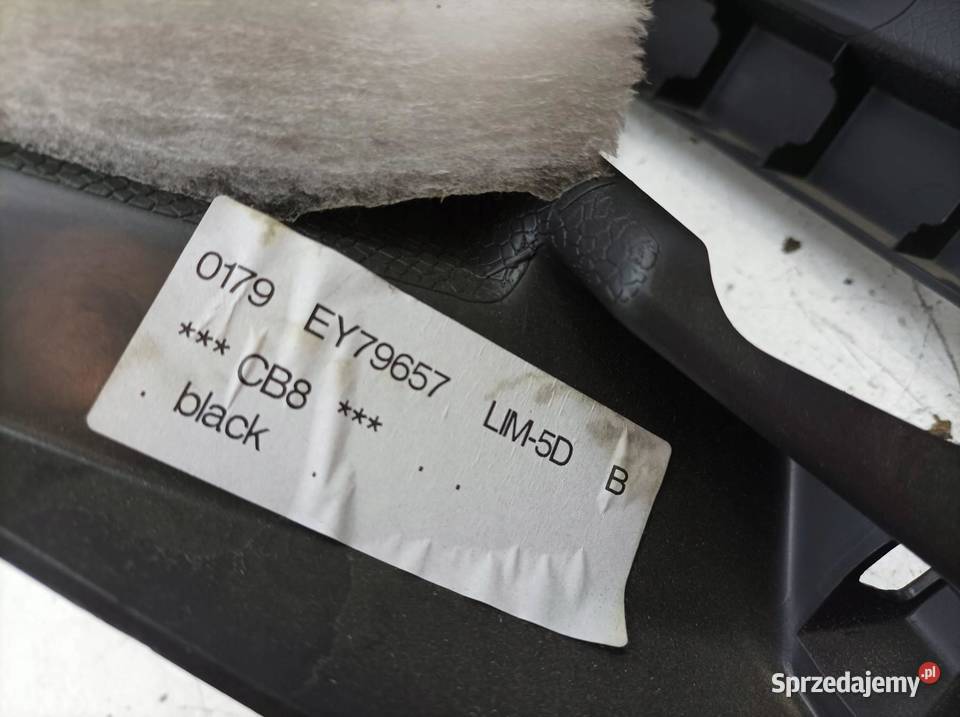 0179 EY79657 LIM-5D B
*** CB8 ***
black
Sprzedajemy.pl